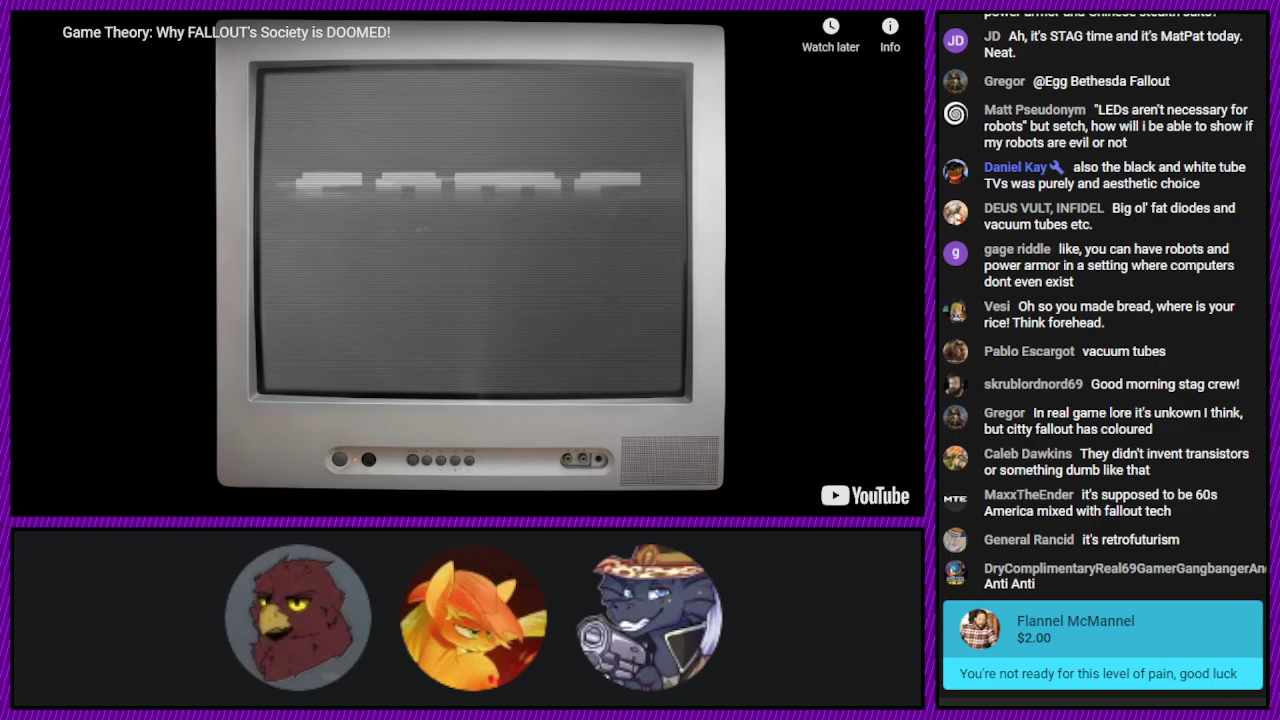 Game Theory: Why FALLOUT's Society is DOOMED!
Watch later
Info
YouTube
JD Ah, it's STAG time and it's MatPat today.
Neat.
Gregor @Egg Bethesda Fallout
Matt Pseudonym "LEDs aren't necessary for
robots" but setch, how will i be able to show if
my robots are evil or not
Daniel Kay also the black and white tube
TVs was purely and aesthetic choice
DEUS VULT, INFIDEL Big ol' fat diodes and
vacuum tubes etc.
g
gage riddle like, you can have robots and
power armor in a setting where computers
dont even exist
Vesi Oh so you made bread, where is your
rice! Think forehead.
Pablo Escargot vacuum tubes
skrublordnord69 Good morning stag crew!
Gregor In real game lore it's unkown I think,
but citty fallout has coloured
Caleb Dawkins They didn't invent transistors
or something dumb like that
MTE
MaxxTheEnder it's supposed to be 60s
America mixed with fallout tech
General Rancid it's retrofuturism
DryComplimentaryReal69GamerGangbangerAn
Anti Anti
Flannel McMannel
$2.00
You're not ready for this level of pain, good luck